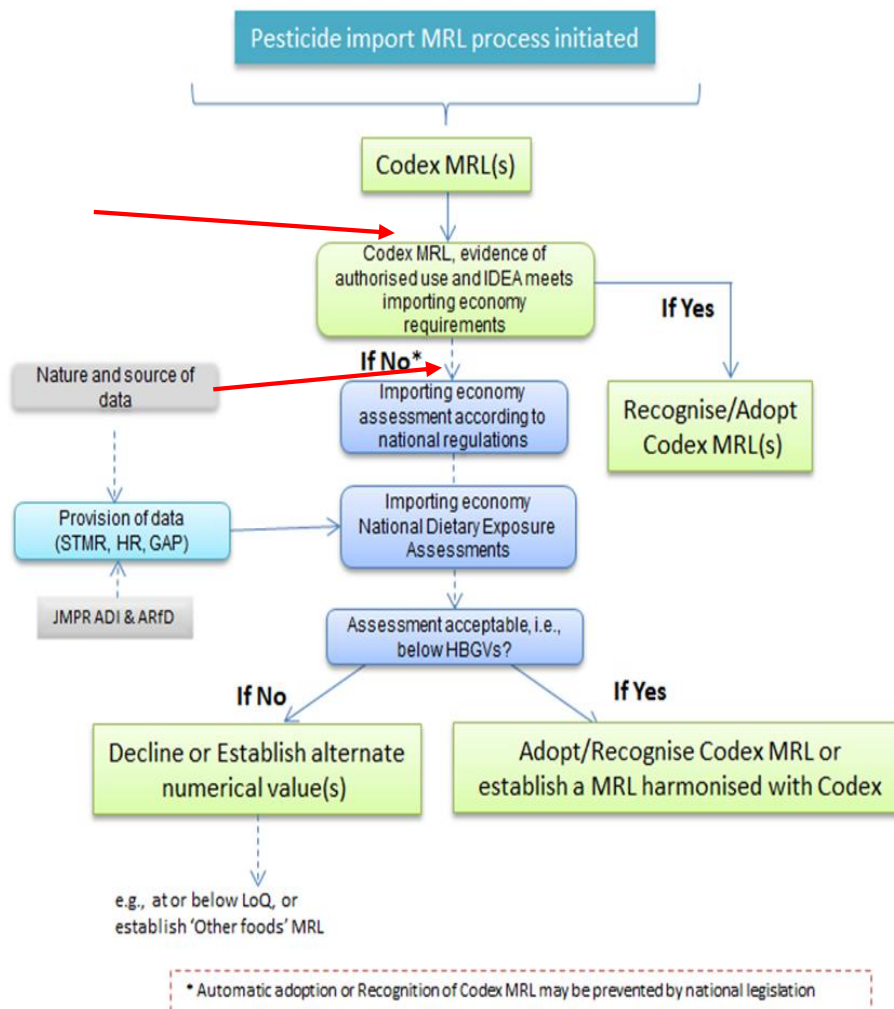 Pesticide import MRL process initiated
Codex MRL(s)
Codex MRL, evidence of
authorised use and IDEA meets
importing economy
requirements
If Yes
If No*
Nature and source of
data
Importing economy
assessment according to
national regulations
Recognise/Adopt
Codex MRL(s)
Provision of data
(STMR, HR, GAP)
Importing economy
National Dietary Exposure
Assessments
JMPR ADI & ARfD
Assessment acceptable, i.e.,
below HBGVs?
If No
If Yes
Decline or Establish alternate
numerical value(s)
Adopt/Recognise Codex MRL or
establish a MRL harmonised with Codex
e.g., at or below LoQ, or
establish 'Other foods' MRL
* Automatic adoption or Recognition of Codex MRL may be prevented by national legislation